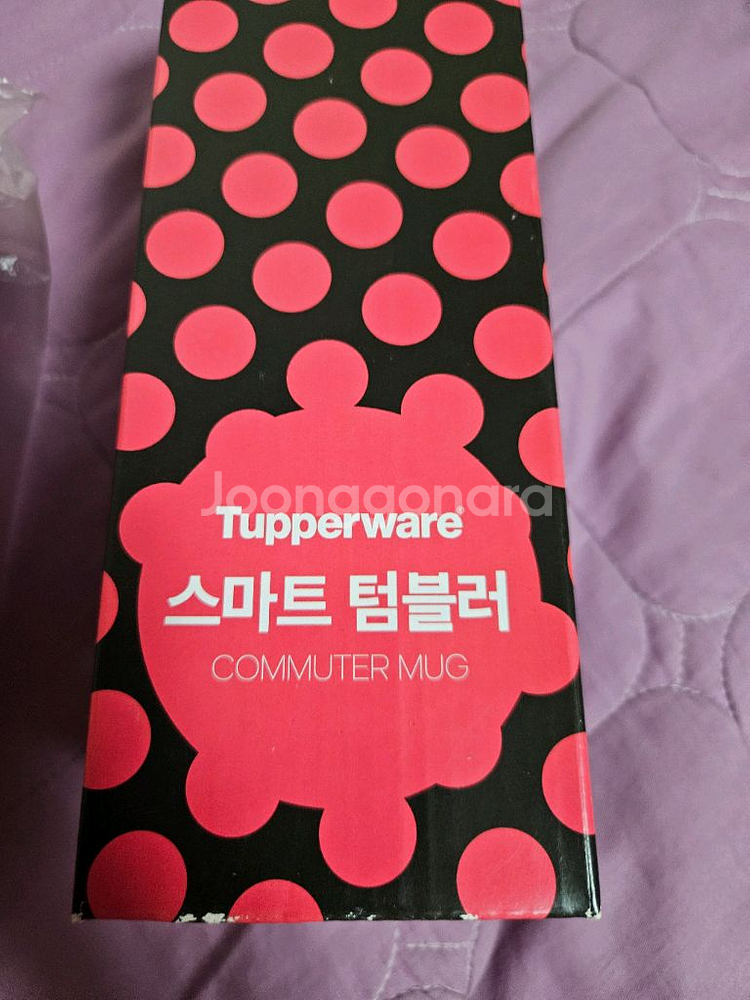 Joonggonara
Tupperware®
스마트 텀블러
COMMUTER MUG